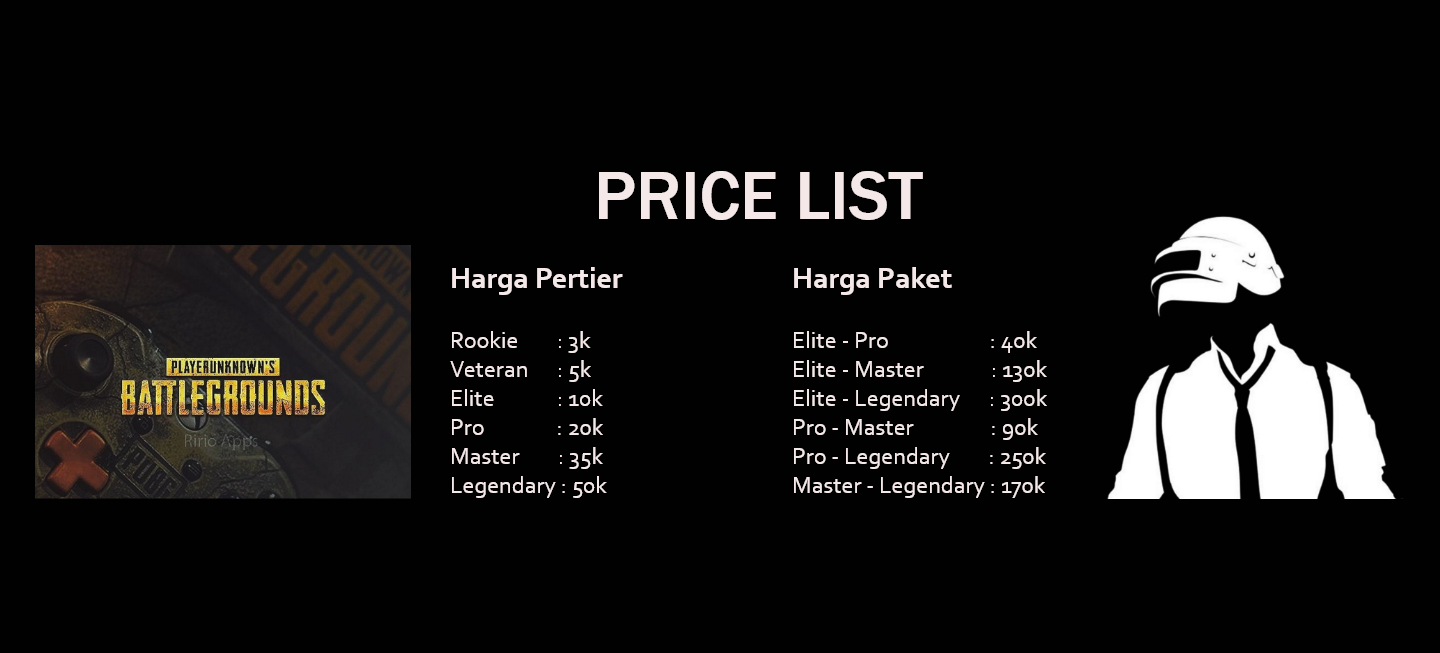 PRICE LIST
PLAYERUNKNOWN'S
BATTLEGROUNDS
Ririo Apps
PUBG
Harga Pertier
Rookie : 3k
Veteran : 5k
Elite : 10k
Pro : 20k
Master : 35k
Legendary : 50k
Harga Paket
Elite - Pro : 40k
Elite - Master : 130k
Elite - Legendary : 300k
Pro - Master : 90k
Pro - Legendary : 250k
Master - Legendary : 170k